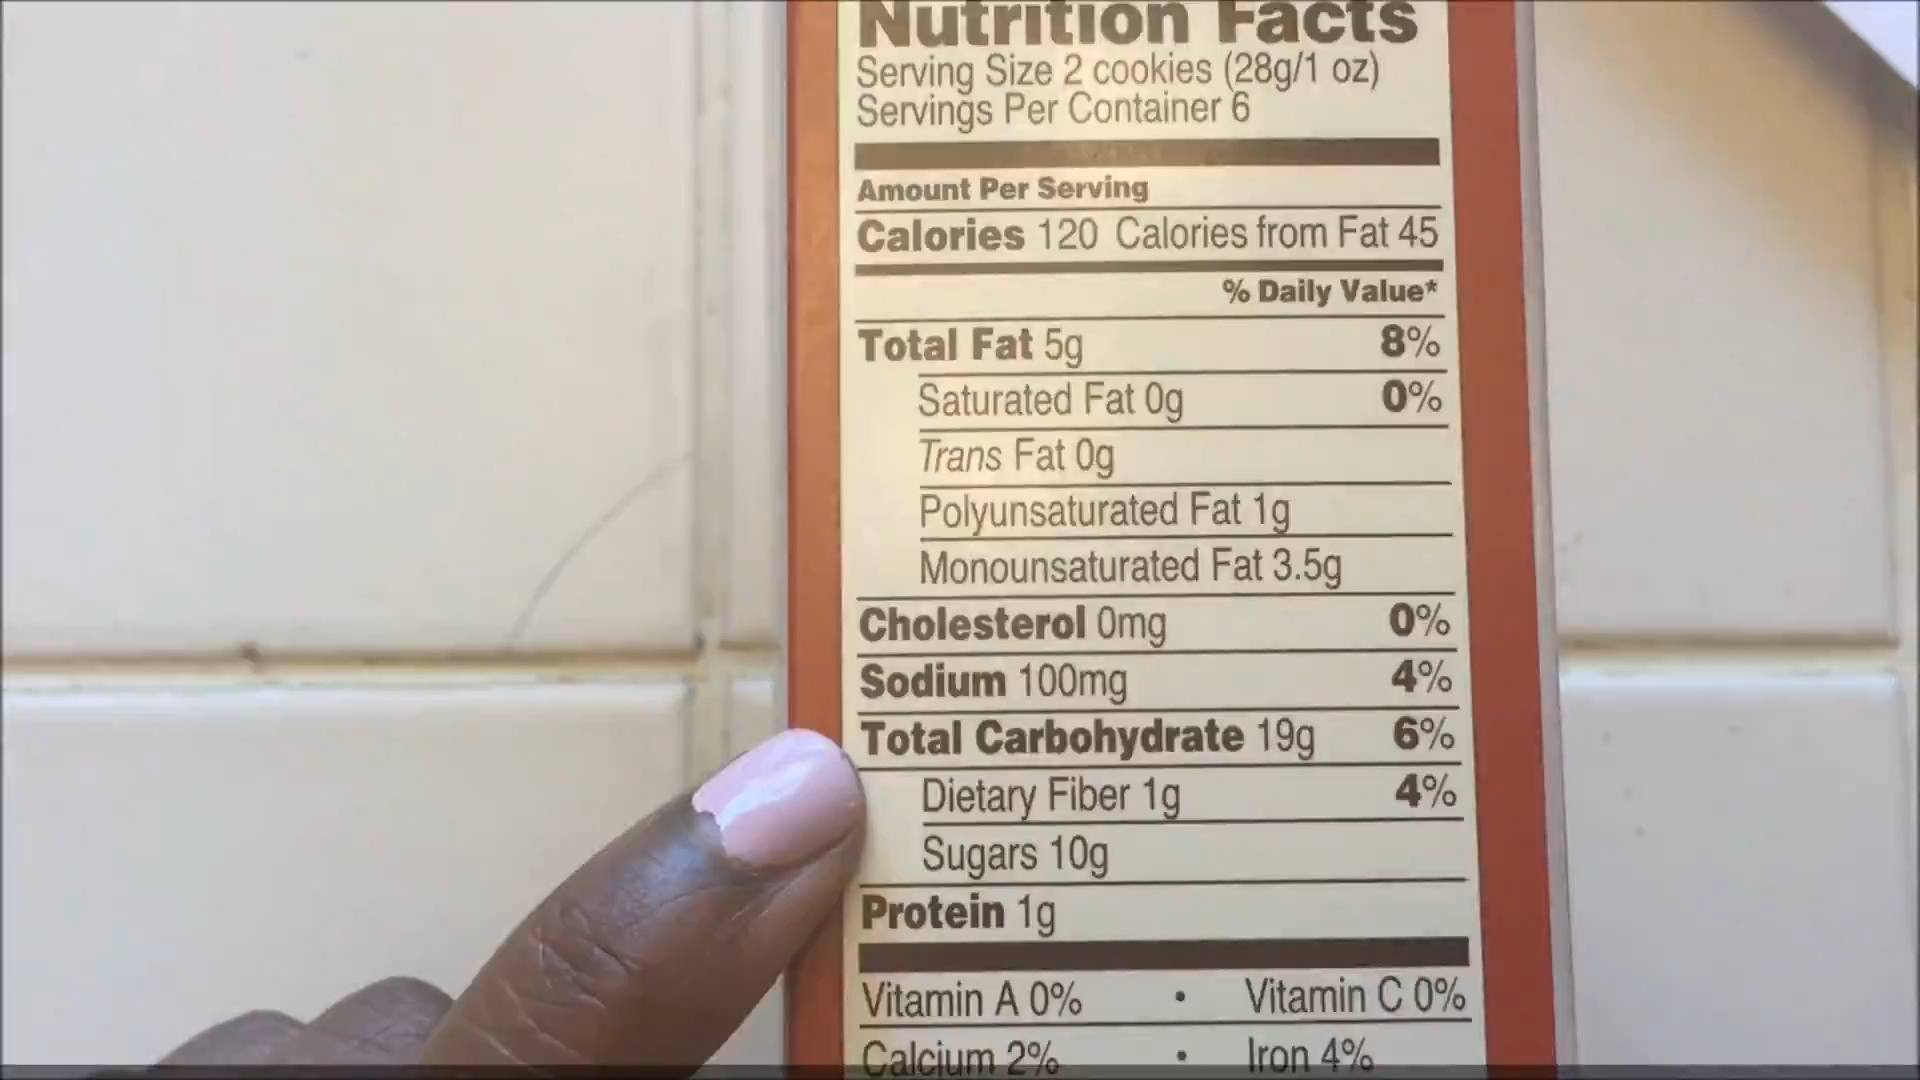 Nutrition Facts
Serving Size 2 cookies (28g/1 oz)
Servings Per Container 6
Amount Per Serving
Calories 120 Calories from Fat 45
% Daily Value*
Total Fat 5g 8%
Saturated Fat 0g 0%
Trans Fat 0g
Polyunsaturated Fat 1g
Monounsaturated Fat 3.5g
Cholesterol 0mg 0%
Sodium 100mg 4%
Total Carbohydrate 19g 6%
Dietary Fiber 1g 4%
Sugars 10g
Protein 1g
Vitamin A 0% • Vitamin C 0%
Calcium 2% • Iron 4%